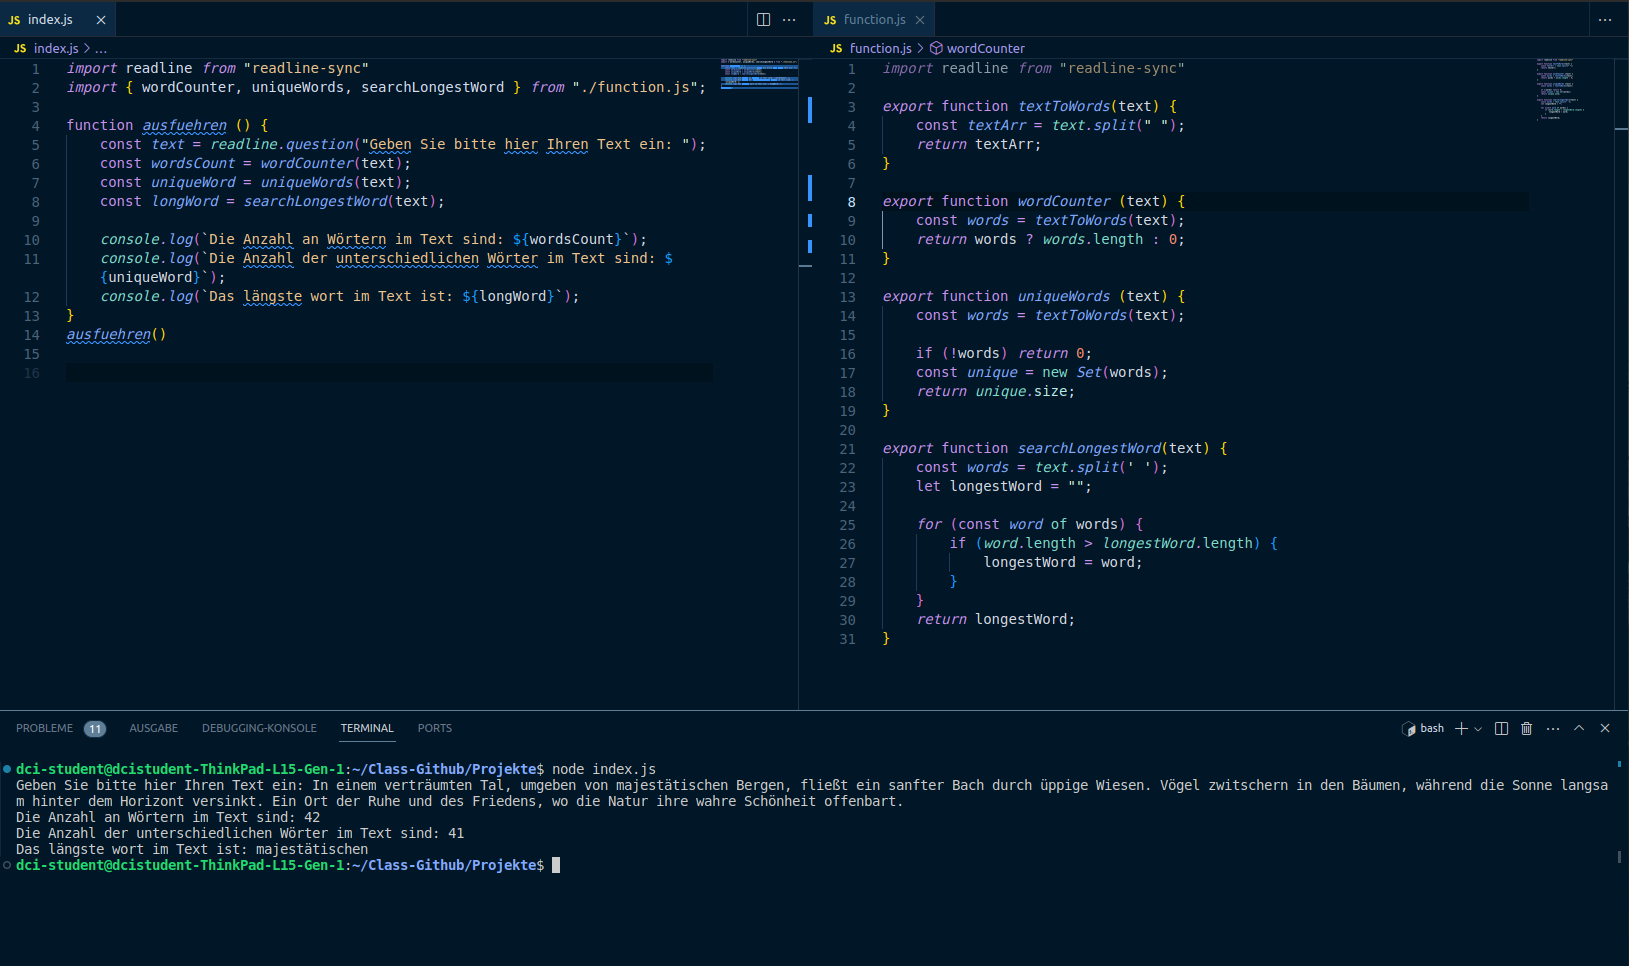 JS index.js
JS index.js > ...
1 import readline from "readline-sync"
2 import { wordCounter, uniqueWords, searchLongestWord } from "./function.js";
3
4 function ausfuehren () {
5     const text = readline.question("Geben Sie bitte hier Ihren Text ein: ");
6     const wordsCount = wordCounter(text);
7     const uniqueWord = uniqueWords(text);
8     const longWord = searchLongestWord(text);
9
10     console.log(`Die Anzahl an Wörtern im Text sind: ${wordsCount}`);
11     console.log(`Die Anzahl der unterschiedlichen Wörter im Text sind: $
{uniqueWord}`);
12     console.log(`Das längste wort im Text ist: ${longWord}`);
13 }
14 ausfuehren()
15
16
JS function.js
JS function.js > wordCounter
1 import readline from "readline-sync"
2
3 export function textToWords(text) {
4     const textArr = text.split(" ");
5     return textArr;
6 }
7
8 export function wordCounter (text) {
9     const words = textToWords(text);
10     return words ? words.length : 0;
11 }
12
13 export function uniqueWords (text) {
14     const words = textToWords(text);
15
16     if (!words) return 0;
17     const unique = new Set(words);
18     return unique.size;
19 }
20
21 export function searchLongestWord(text) {
22     const words = text.split(' ');
23     let longestWord = "";
24
25     for (const word of words) {
26         if (word.length > longestWord.length) {
27             longestWord = word;
28         }
29     }
30     return longestWord;
31 }
PROBLEME 11 AUSGABE DEBUGGING-KONSOLE TERMINAL PORTS bash
dci-student@dcistudent-ThinkPad-L15-Gen-1:~/Class-Github/Projekte$ node index.js
Geben Sie bitte hier Ihren Text ein: In einem verträumten Tal, umgeben von majestätischen Bergen, fließt ein sanfter Bach durch üppige Wiesen. Vögel zwitschern in den Bäumen, während die Sonne langsa
m hinter dem Horizont versinkt. Ein Ort der Ruhe und des Friedens, wo die Natur ihre wahre Schönheit offenbart.
Die Anzahl an Wörtern im Text sind: 42
Die Anzahl der unterschiedlichen Wörter im Text sind: 41
Das längste wort im Text ist: majestätischen
dci-student@dcistudent-ThinkPad-L15-Gen-1:~/Class-Github/Projekte$